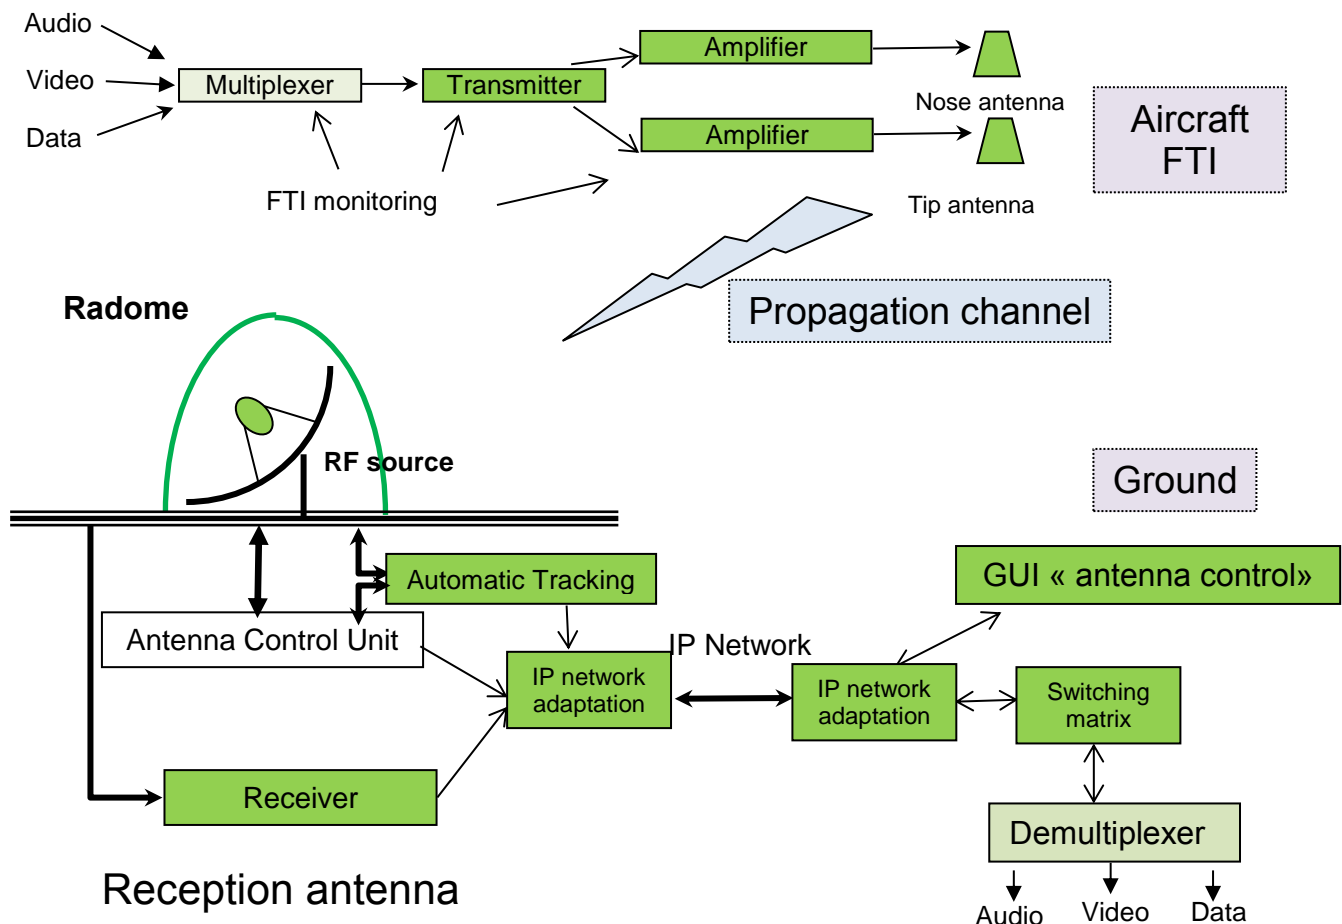 Audio
Video
Data
Multiplexer
Transmitter
Amplifier
Amplifier
Nose antenna
Tip antenna
Aircraft
FTI
FTI monitoring
Propagation channel
Radome
RF source
Ground
Automatic Tracking
GUI « antenna control»
Antenna Control Unit
IP Network
IP network
adaptation
IP network
adaptation
Switching
matrix
Receiver
Demultiplexer
Reception antenna
Audio
Video
Data